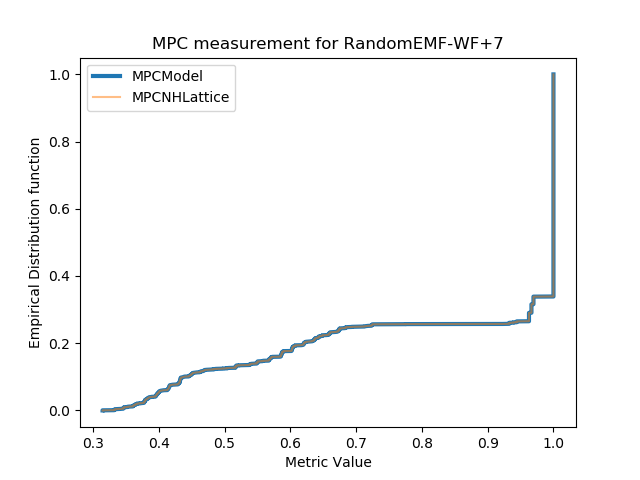 MPC measurement for RandomEMF-WF+7
MPCModel
MPCNHLattice
Empirical Distribution function
1.0
0.8
0.6
0.4
0.2
0.0
0.3 0.4 0.5 0.6 0.7 0.8 0.9 1.0
Metric Value